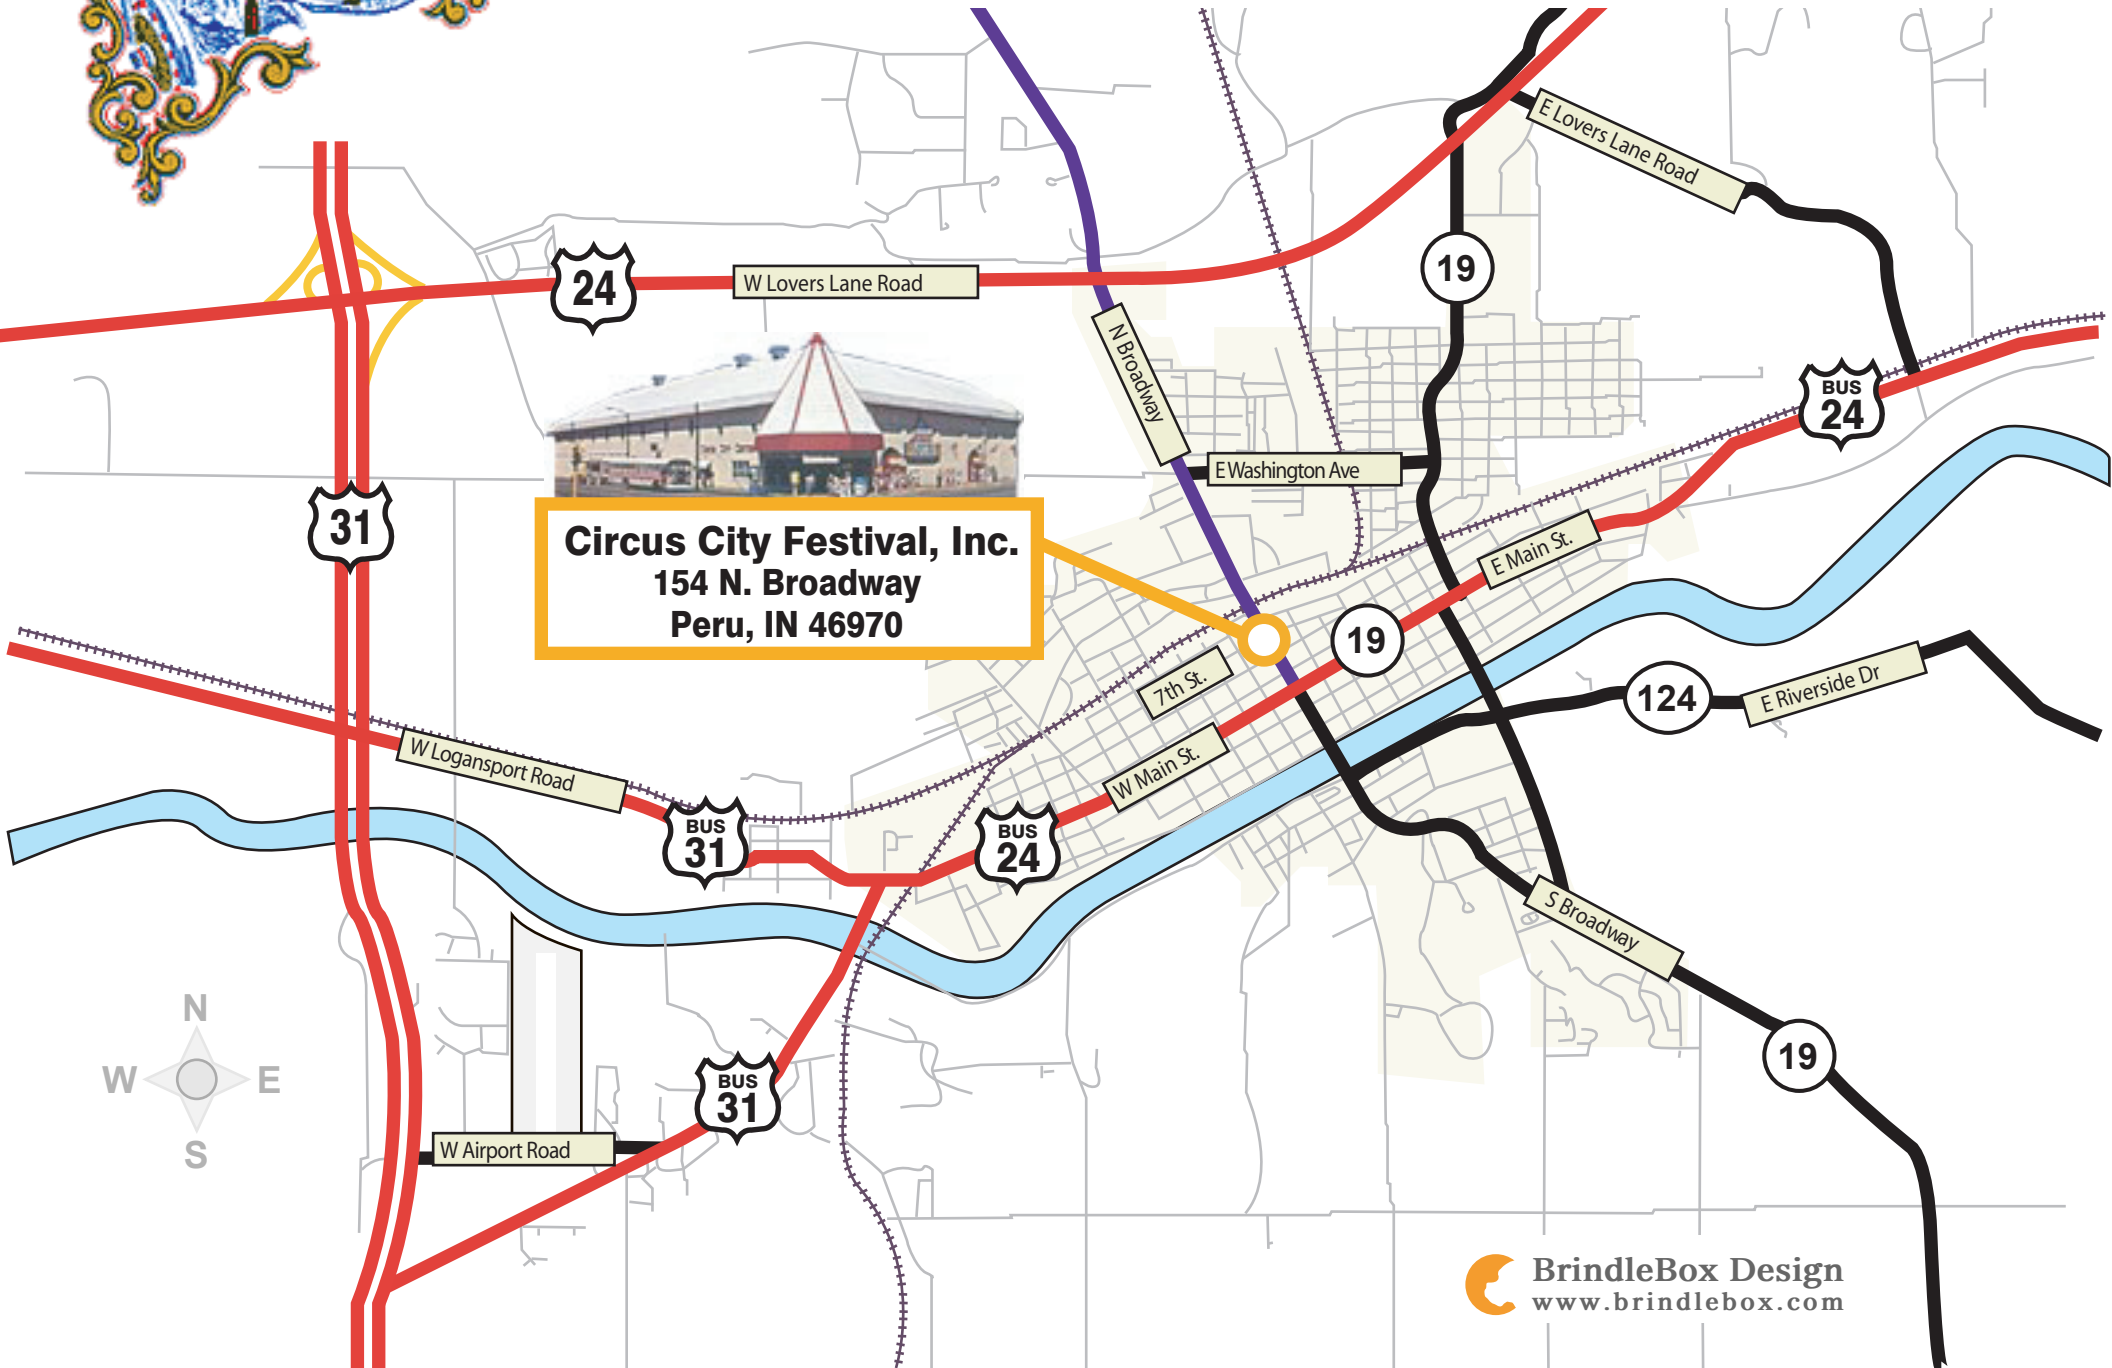 E Lovers Lane Road
19
24
W Lovers Lane Road
N Broadway
BUS
24
E Washington Ave
31
Circus City Festival, Inc.
154 N. Broadway
Peru, IN 46970
E Main St.
19
7th St.
124
E Riverside Dr
W Logansport Road
W Main St.
BUS
31
BUS
24
S Broadway
N
W
E
S
19
BUS
31
W Airport Road
BrindleBox Design
www.brindlebox.com